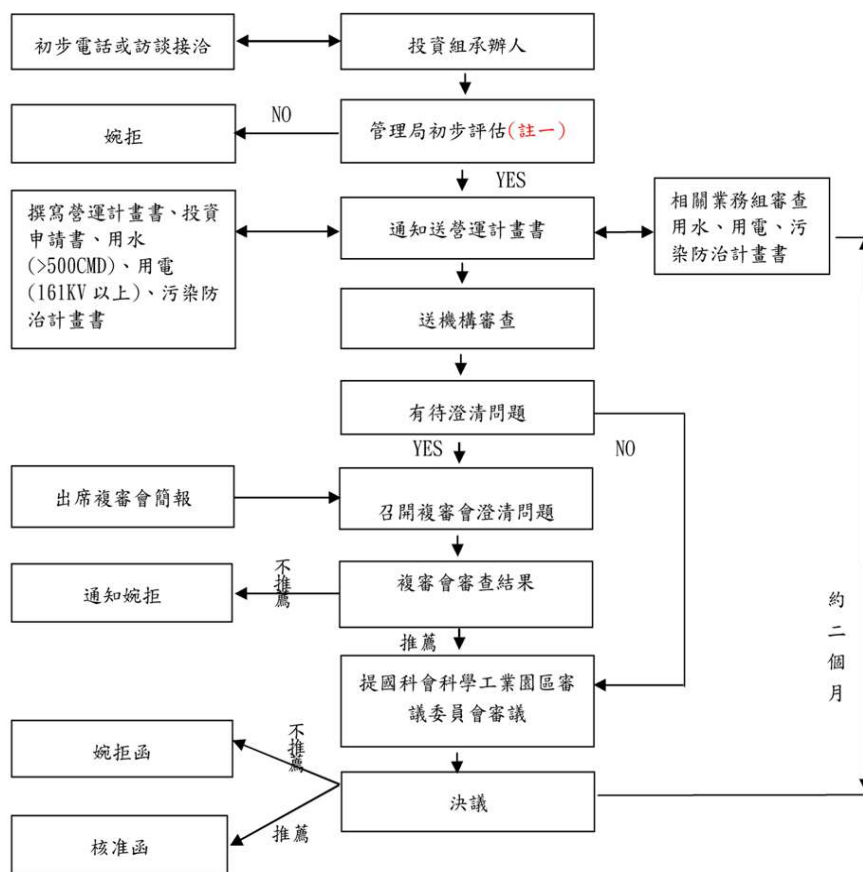 初步電話或訪談接洽
投資組承辦人
NO
婉拒
管理局初步評估(註一)
YES
撰寫營運計畫書、投資
申請書、用水
(>500CMD)、用電
(161KV 以上)、污染防
治計畫書
通知送營運計畫書
相關業務組審查
用水、用電、污
染防治計畫書
送機構審查
有待澄清問題
YES
NO
出席複審會簡報
召開複審會澄清問題
不推薦
通知婉拒
複審會審查結果
推薦
約二個月
提國科會科學工業園區審
議委員會審議
不推薦
婉拒函
決議
推薦
核准函